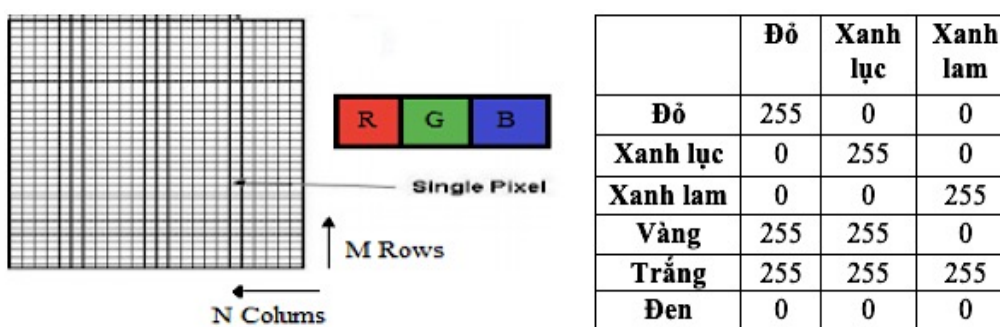 R G B
Single Pixel
M Rows
N Colums
Đỏ Xanh lục Xanh lam
Đỏ 255 0 0
Xanh lục 0 255 0
Xanh lam 0 0 255
Vàng 255 255 0
Trắng 255 255 255
Đen 0 0 0